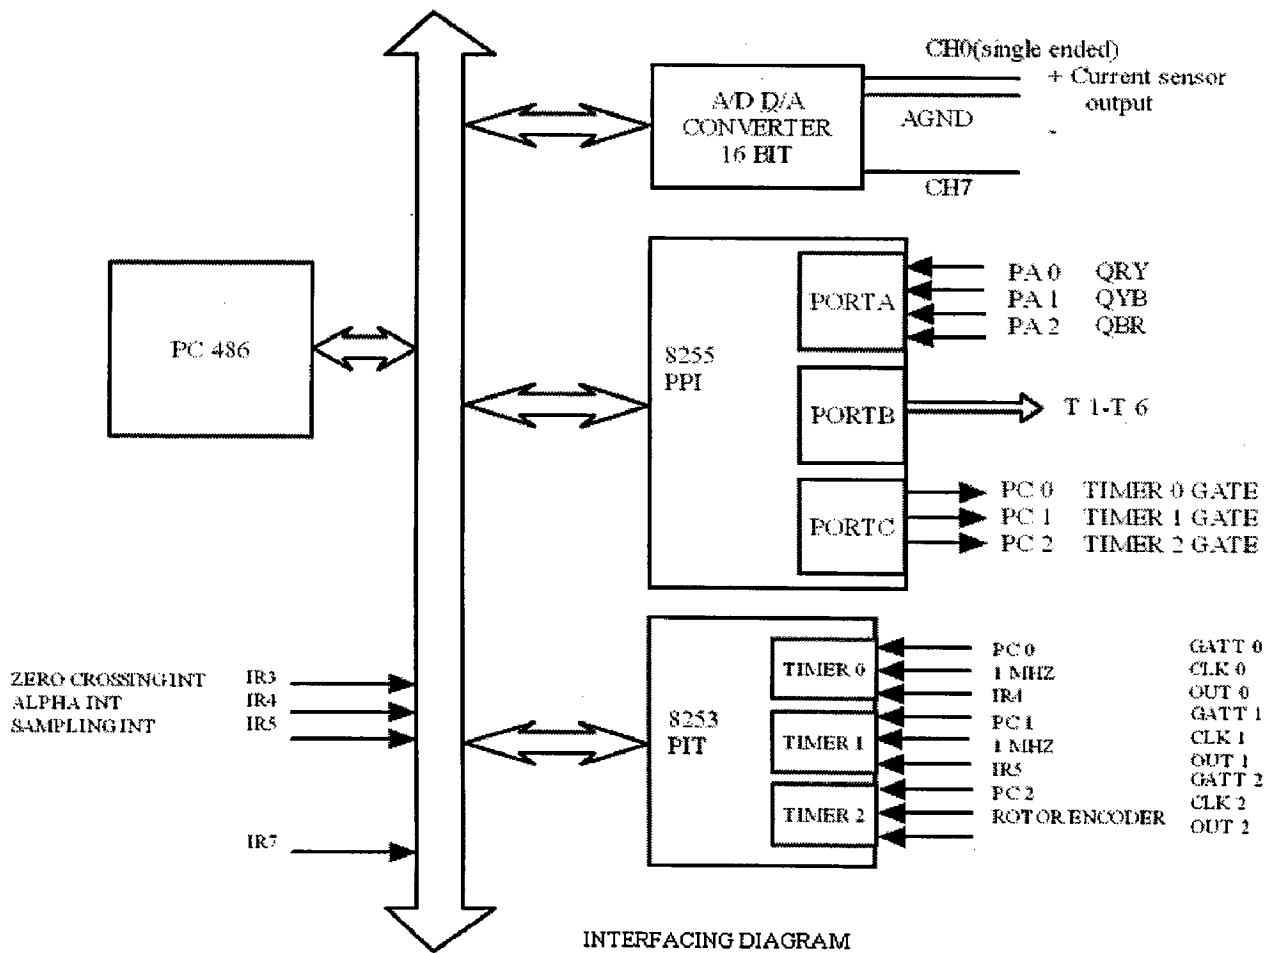 CH0(single ended)
+ Current sensor
output
A/D D/A
CONVERTER
16 BIT
AGND
-
CH7
PC 486
8255
PPI
PORTA
PA 0 QRY
PA 1 QYB
PA 2 QBR
PORTB
T 1-T 6
PORTC
PC 0 TIMER 0 GATE
PC 1 TIMER 1 GATE
PC 2 TIMER 2 GATE
ZERO CROSSING INT IR3
ALPHA INT IR4
SAMPLING INT IR5
IR7
8253
PIT
TIMER 0
TIMER 1
TIMER 2
PC 0 GATT 0
1 MHZ CLK 0
IR4 OUT 0
PC 1 GATT 1
1 MHZ CLK 1
IR5 OUT 1
PC 2 GATT 2
ROTOR ENCODER CLK 2
OUT 2
INTERFACING DIAGRAM